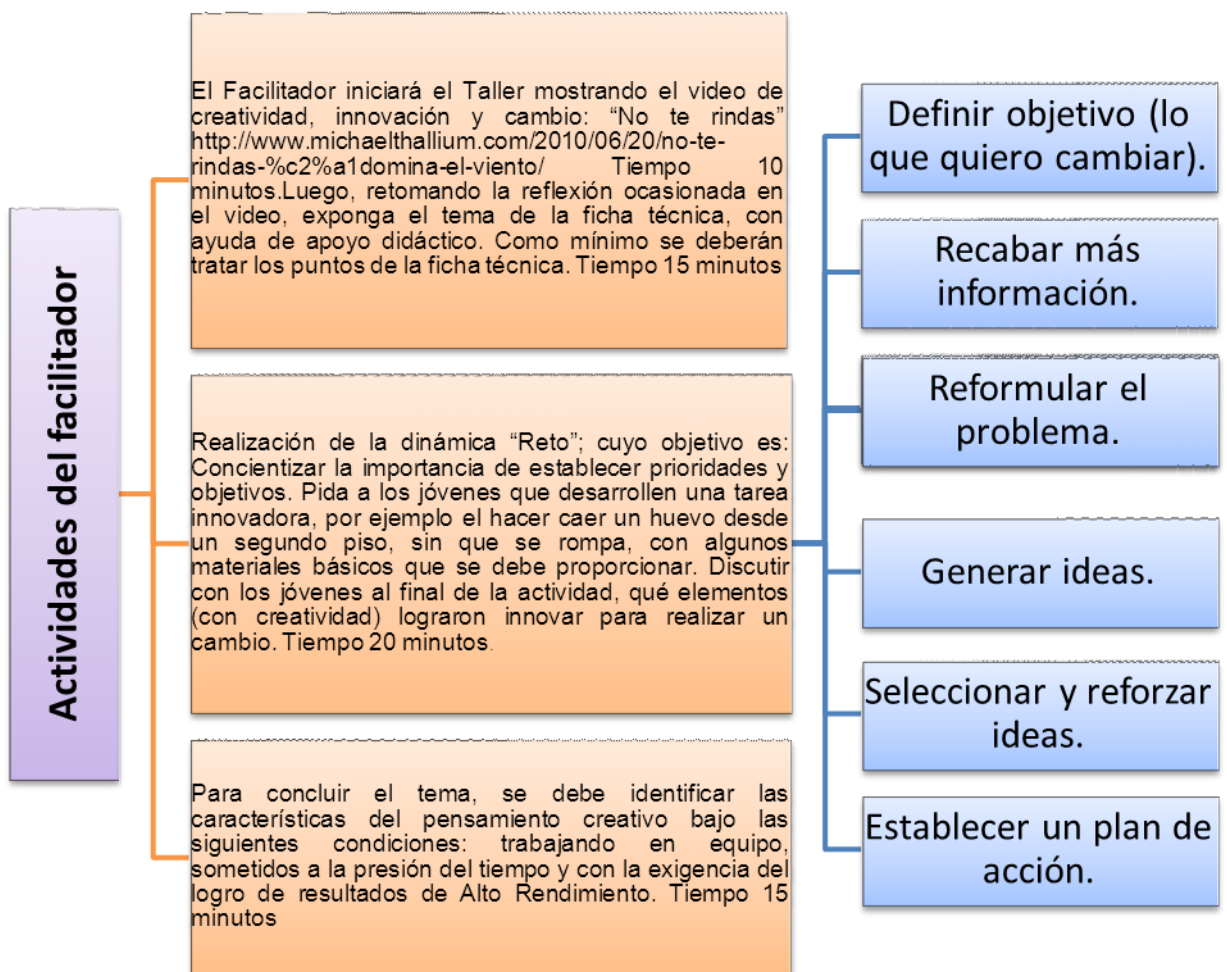 Actividades del facilitador
El Facilitador iniciará el Taller mostrando el video de
creatividad, innovación y cambio: “No te rindas”
http://www.michaelthallium.com/2010/06/20/no-te-
rindas-%c2%a1domina-el-viento/ Tiempo 10
minutos.Luego, retomando la reflexión ocasionada en
el video, exponga el tema de la ficha técnica, con
ayuda de apoyo didáctico. Como mínimo se deberán
tratar los puntos de la ficha técnica. Tiempo 15 minutos
Realización de la dinámica “Reto”; cuyo objetivo es:
Concientizar la importancia de establecer prioridades y
objetivos. Pida a los jóvenes que desarrollen una tarea
innovadora, por ejemplo el hacer caer un huevo desde
un segundo piso, sin que se rompa, con algunos
materiales básicos que se debe proporcionar. Discutir
con los jóvenes al final de la actividad, qué elementos
(con creatividad) lograron innovar para realizar un
cambio. Tiempo 20 minutos.
Para concluir el tema, se debe identificar las
características del pensamiento creativo bajo las
siguientes condiciones: trabajando en equipo,
sometidos a la presión del tiempo y con la exigencia del
logro de resultados de Alto Rendimiento. Tiempo 15
minutos
Definir objetivo (lo
que quiero cambiar).
Recabar más
información.
Reformular el
problema.
Generar ideas.
Seleccionar y reforzar
ideas.
Establecer un plan de
acción.